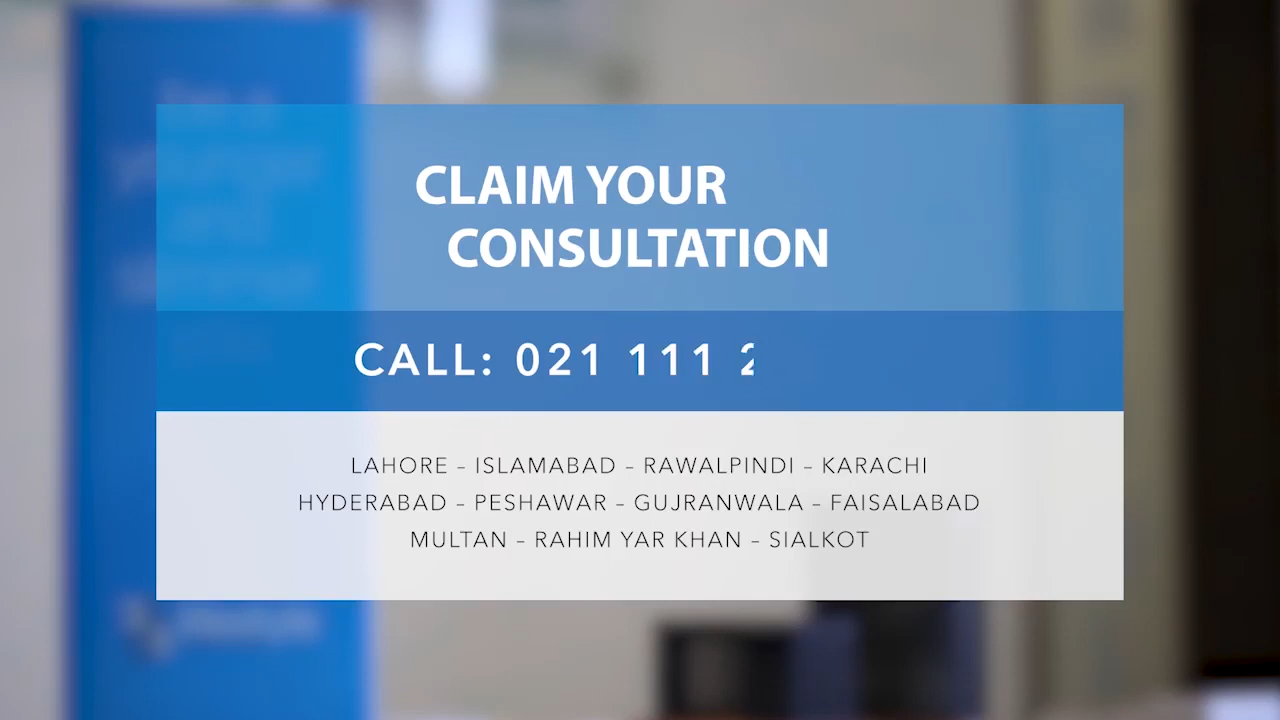 CLAIM YOUR
CONSULTATION
CALL: 021 111
LAHORE – ISLAMABAD – RAWALPINDI – KARACHI
HYDERABAD – PESHAWAR – GUJRANWALA – FAISALABAD
MULTAN – RAHIM YAR KHAN – SIALKOT